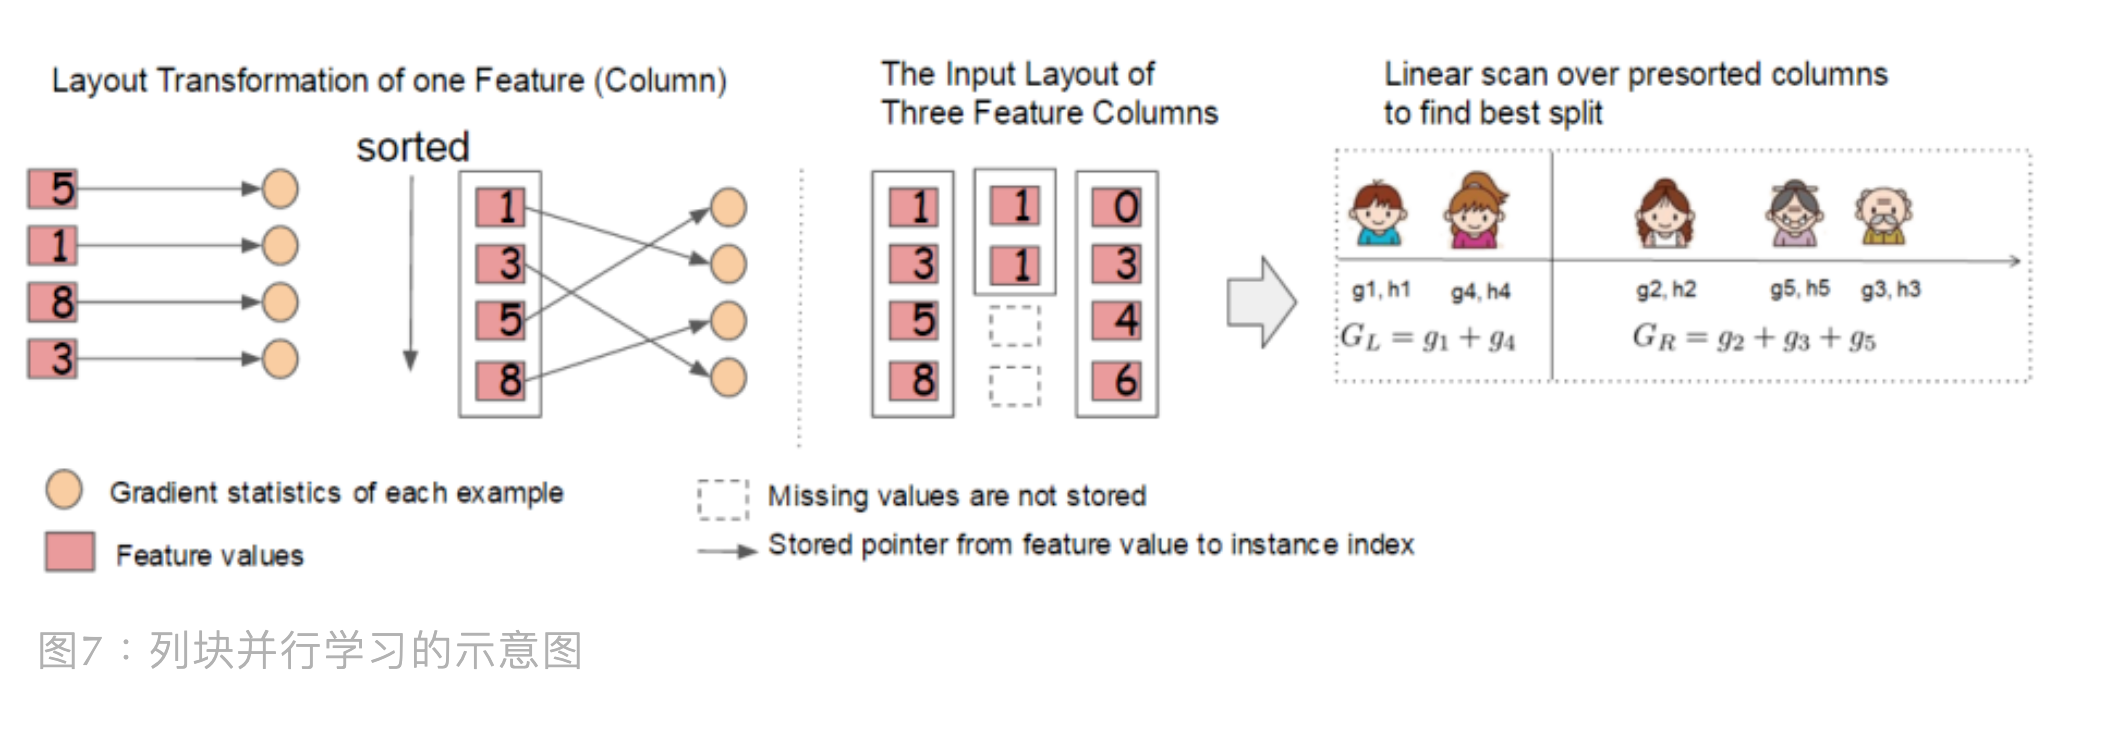 Layout Transformation of one Feature (Column)
sorted
5
1
8
3
1
3
5
8
The Input Layout of
Three Feature Columns
1
3
5
8
1
1
0
3
4
6
Linear scan over presorted columns
to find best split
g1, h1 g4, h4 g2, h2 g5, h5 g3, h3
G_L = g_1 + g_4
G_R = g_2 + g_3 + g_5
Gradient statistics of each example
Feature values
Missing values are not stored
Stored pointer from feature value to instance index
图7：列块并行学习的示意图